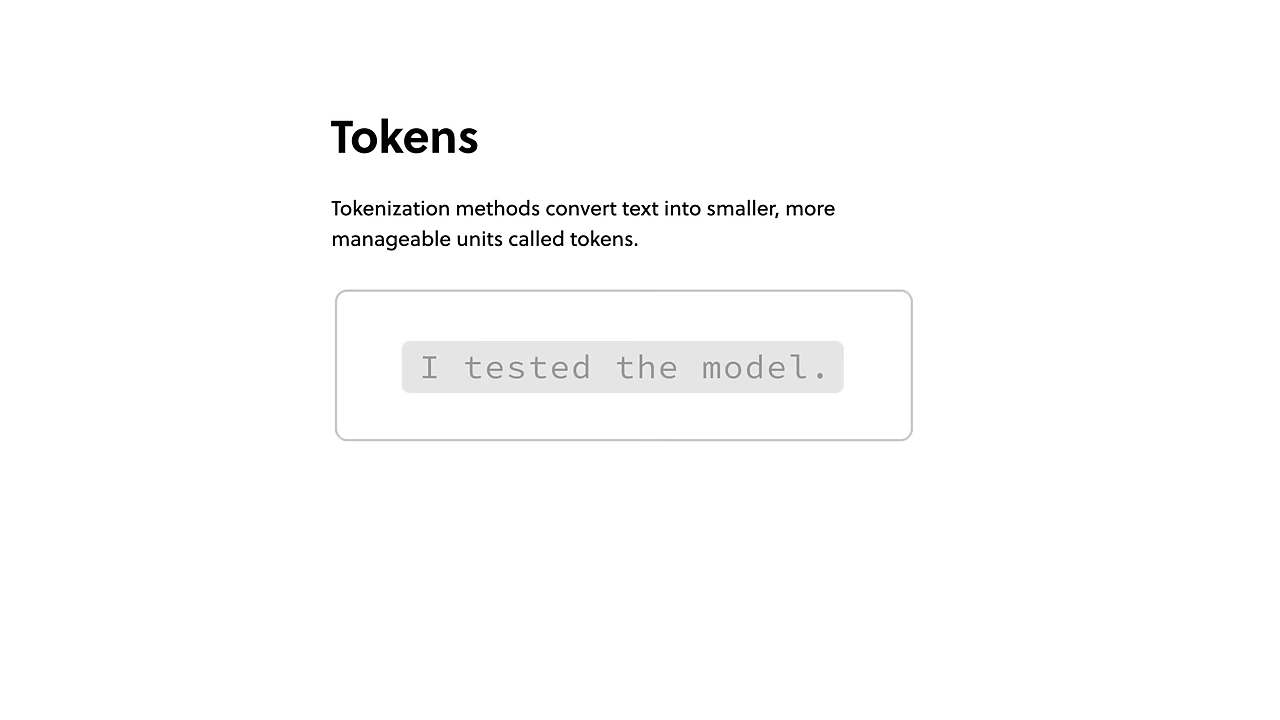 Tokens
Tokenization methods convert text into smaller, more
manageable units called tokens.
I tested the model.